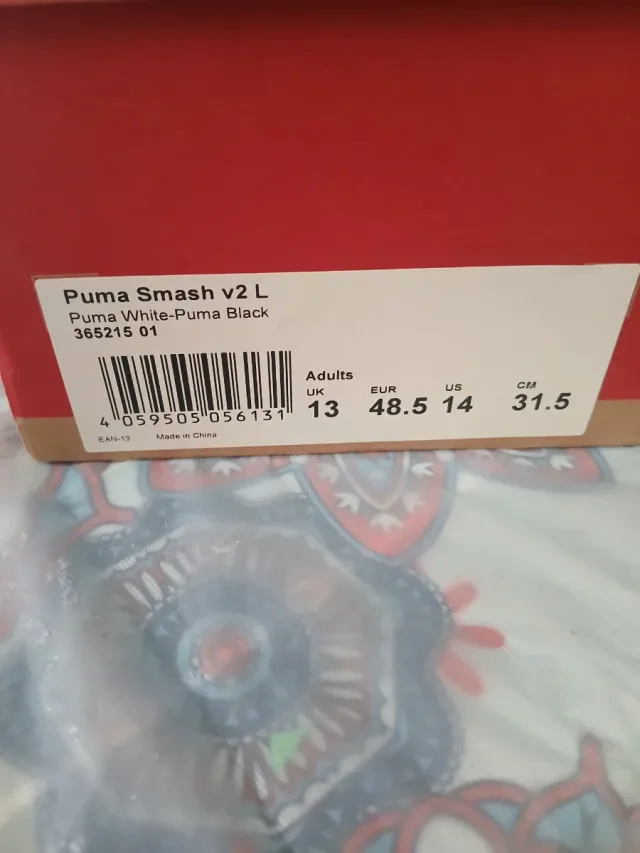 Puma Smash v2 L
Puma White-Puma Black
365215 01
Adults
UK EUR US CM
13 48.5 14 31.5
4 059505 056131
EAN-13 Made in China